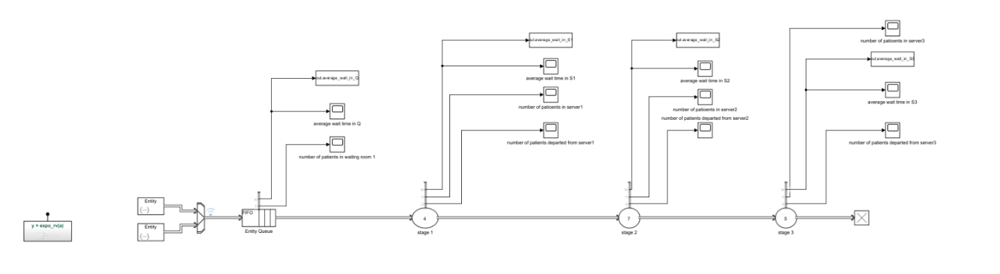 number of patioents in server3
out.average_wait_in_S1
out.average_wait_in_S2
out.average_wait_in_S3
average wait time in S1
average wait time in S2
out.average_wait_in_Q
average wait time in S3
number of patioents in server1
number of patioents in server2
number of patients departed from server2
average wait time in Q
number of patients departed from server1
number of patients departed from server3
number of patients in waiting room 1
Entity
{...}
FIFO
4
7
5
y = expo_rv(a)
Entity
{...}
Entity Queue
stage 1
stage 2
stage 3